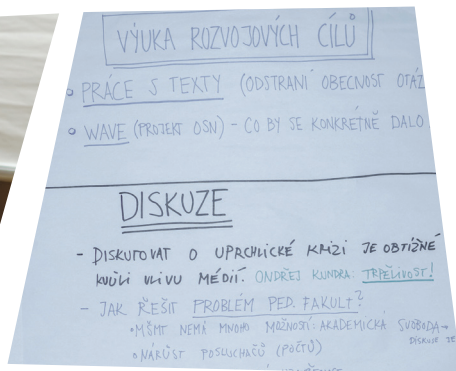 VÝUKA ROZVOJOVÝCH CÍLŮ
PRÁCE S TEXTY (ODSTRANÍ OBECNOST OTÁZ
WAVE (PROJEKT OSN) - CO BY SE KONKRÉTNĚ DALO
DISKUZE
- DISKUTOVAT O UPRCHLICKÉ KRIZI JE OBTÍŽNÉ
KVŮLI VLIVU MÉDIÍ. ONDŘEJ KUNDRA: TRPĚLIVOST!
- JAK ŘEŠIT PROBLÉM PED. FAKULT?
• MŠMT NEMÁ MNOHO MOŽNOSTÍ: AKADEMICKÁ SVOBODA →
DISKUZE JE
• NÁRŮST POSLUCHAČŮ (POČTŮ)